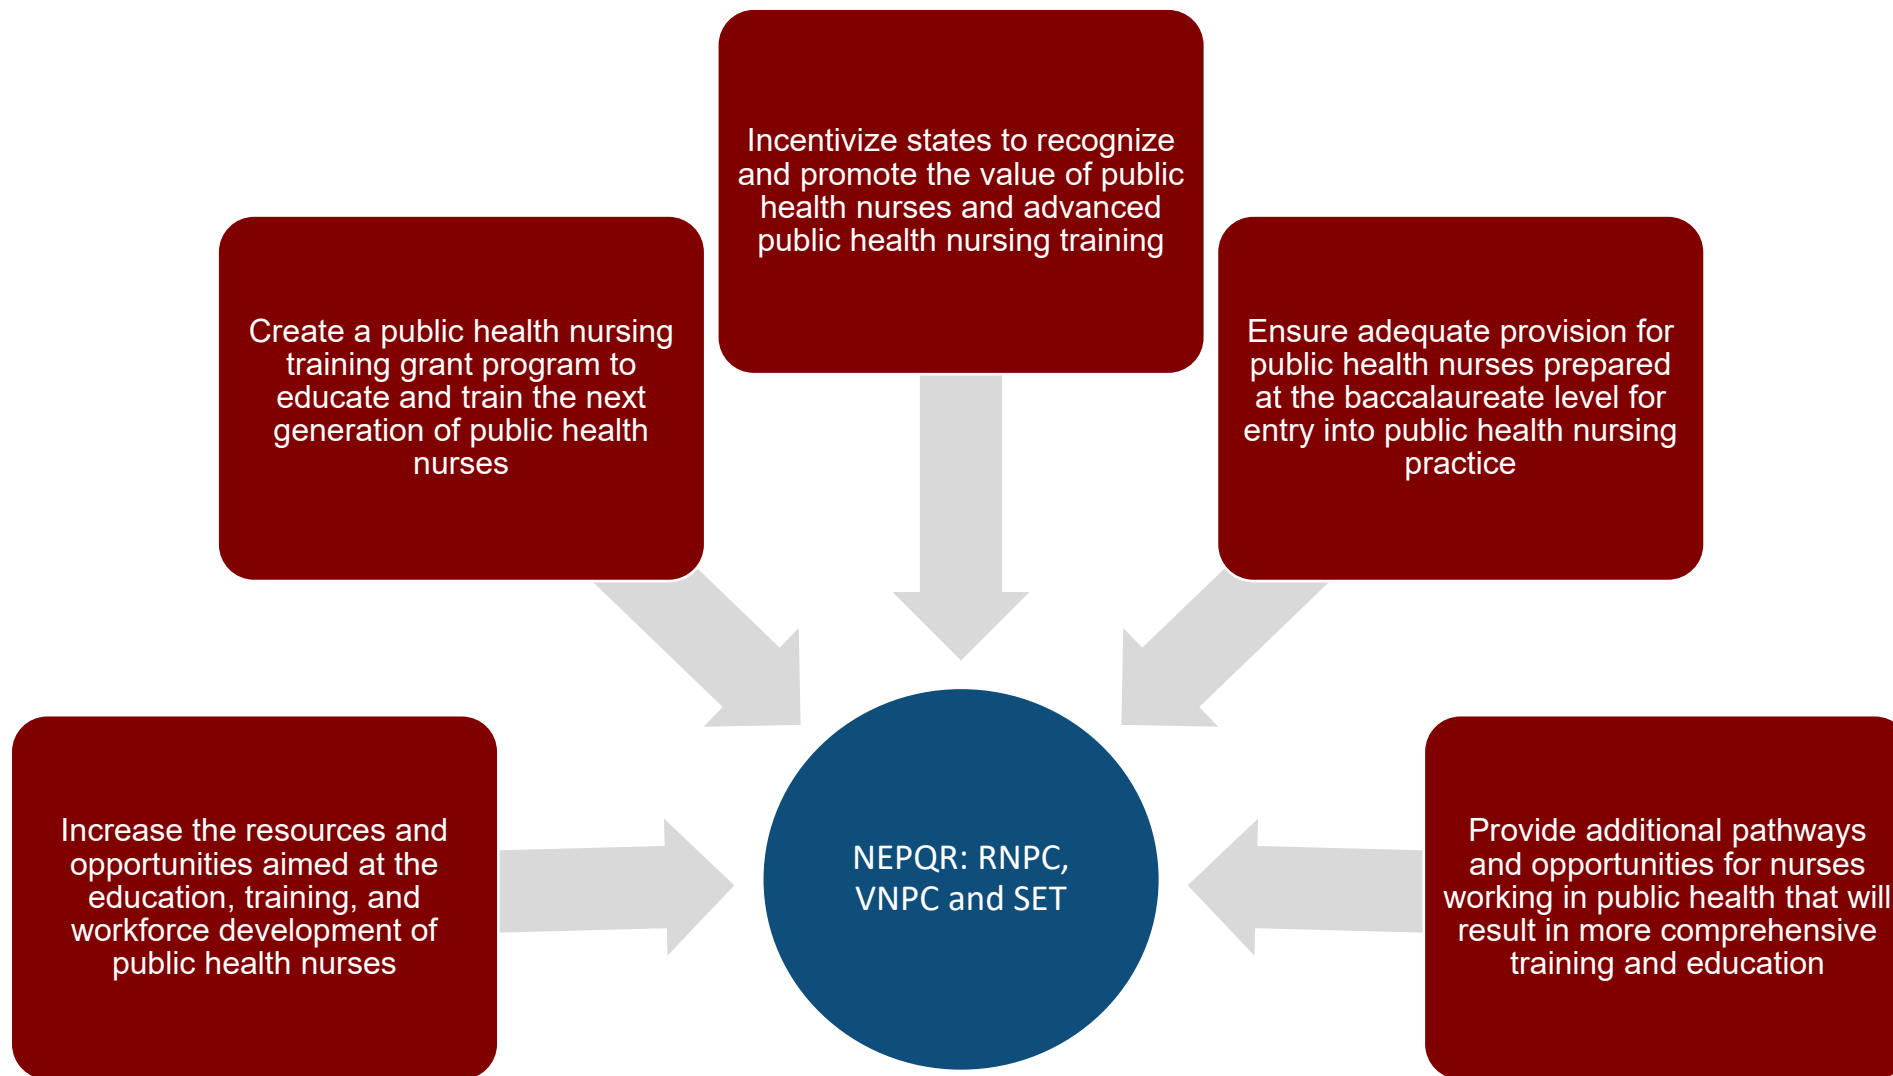 Incentivize states to recognize
and promote the value of public
health nurses and advanced
public health nursing training
Create a public health nursing
training grant program to
educate and train the next
generation of public health
nurses
Ensure adequate provision for
public health nurses prepared
at the baccalaureate level for
entry into public health nursing
practice
Increase the resources and
opportunities aimed at the
education, training, and
workforce development of
public health nurses
NEPQR: RNPC,
VNPC and SET
Provide additional pathways
and opportunities for nurses
working in public health that will
result in more comprehensive
training and education